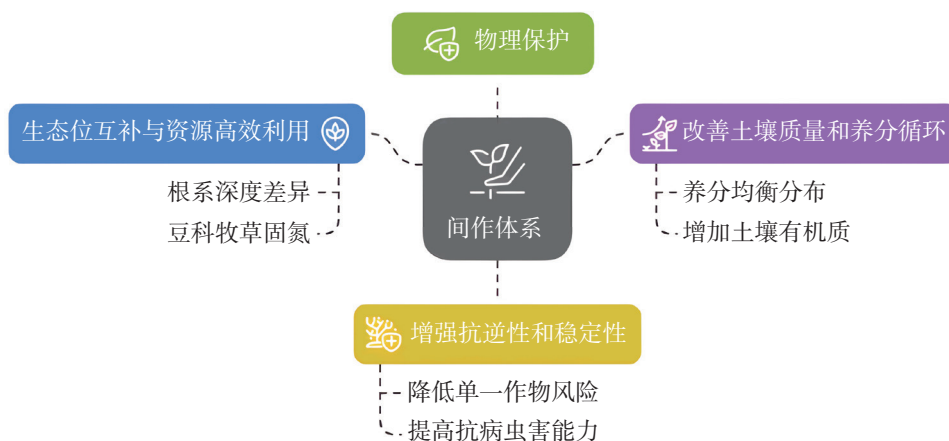 物理保护
生态位互补与资源高效利用
根系深度差异
豆科牧草固氮
间作体系
改善土壤质量和养分循环
养分均衡分布
增加土壤有机质
增强抗逆性和稳定性
降低单一作物风险
提高抗病虫害能力